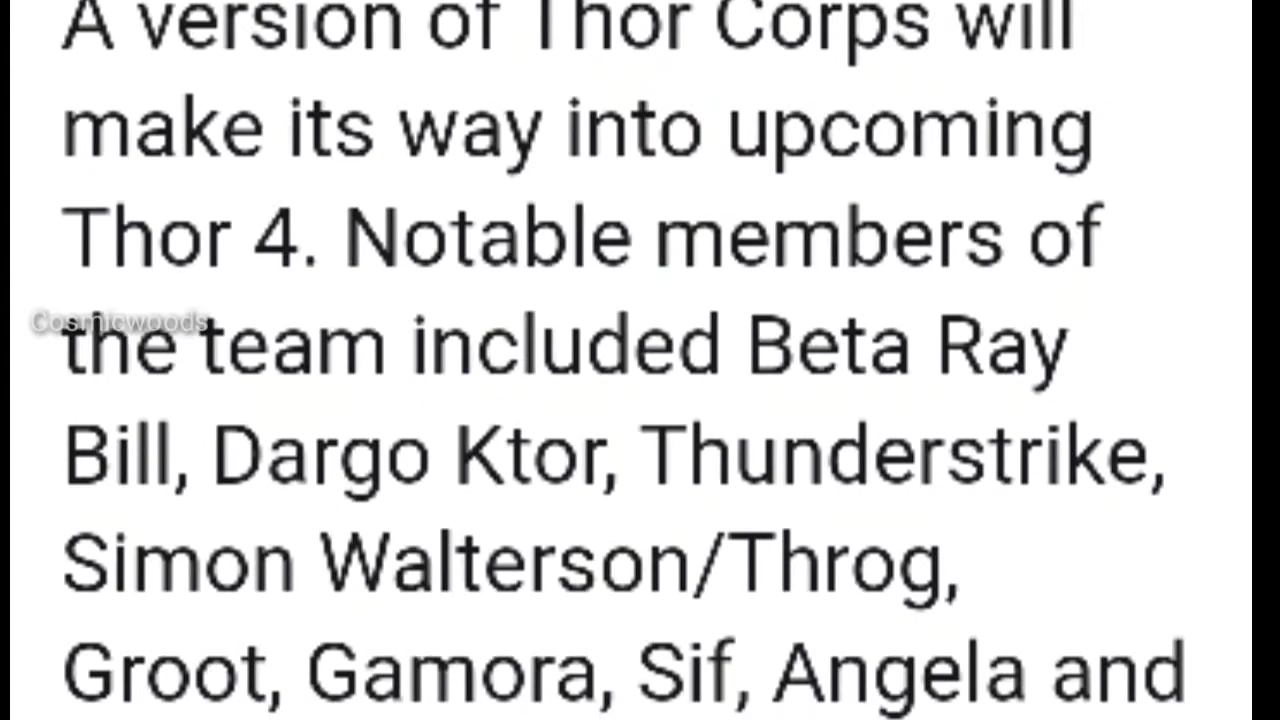 A version of Thor Corps will
make its way into upcoming
Thor 4. Notable members of
Cosmicwoods
the team included Beta Ray
Bill, Dargo Ktor, Thunderstrike,
Simon Walterson/Throg,
Groot, Gamora, Sif, Angela and